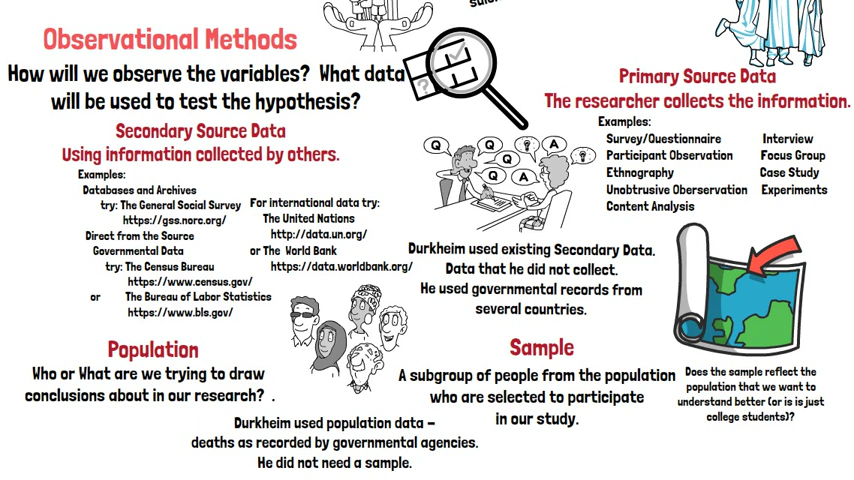 Observational Methods
How will we observe the variables? What data
will be used to test the hypothesis?
Secondary Source Data
Using information collected by others.
Examples:
Databases and Archives
try: The General Social Survey
https://gss.norc.org/
Direct from the Source
Governmental Data
try: The Census Bureau
https://www.census.gov/
or The Bureau of Labor Statistics
https://www.bls.gov/
For international data try:
The United Nations
http://data.un.org/
or The World Bank
https://data.worldbank.org/
Primary Source Data
The researcher collects the information.
Examples:
Survey/Questionnaire
Participant Observation
Ethnography
Unobtrusive Oberservation
Content Analysis
Interview
Focus Group
Case Study
Experiments
Q Q A
Q
Q A
Durkheim used existing Secondary Data.
Data that he did not collect.
He used governmental records from
several countries.
Population
Who or What are we trying to draw
conclusions about in our research? .
Durkheim used population data –
deaths as recorded by governmental agencies.
He did not need a sample.
Sample
A subgroup of people from the population
who are selected to participate
in our study.
Does the sample reflect the
population that we want to
understand better (or is is just
college students)?